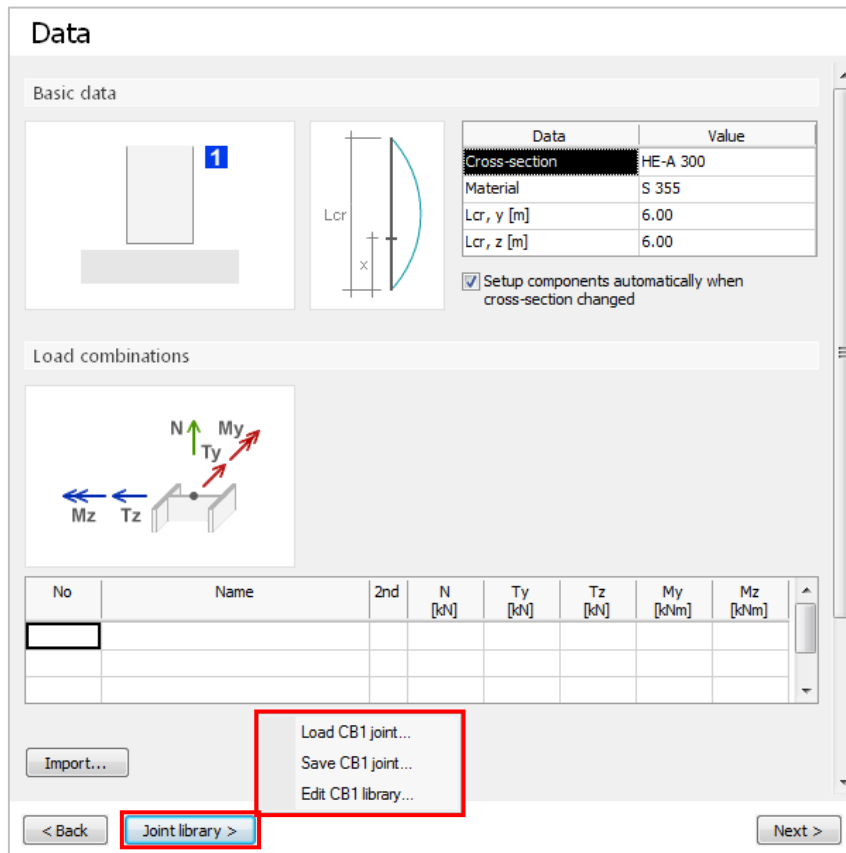 Data
Basic data
1
Lcr
x
Data Value
Cross-section HE-A 300
Material S 355
Lcr, y [m] 6.00
Lcr, z [m] 6.00
Setup components automatically when
cross-section changed
Load combinations
N My
Ty
Mz Tz
No Name 2nd N Ty Tz My Mz
[kN] [kN] [kN] [kNm] [kNm]
Load CB1 joint...
Save CB1 joint...
Edit CB1 library...
Import...
< Back Joint library > Next >